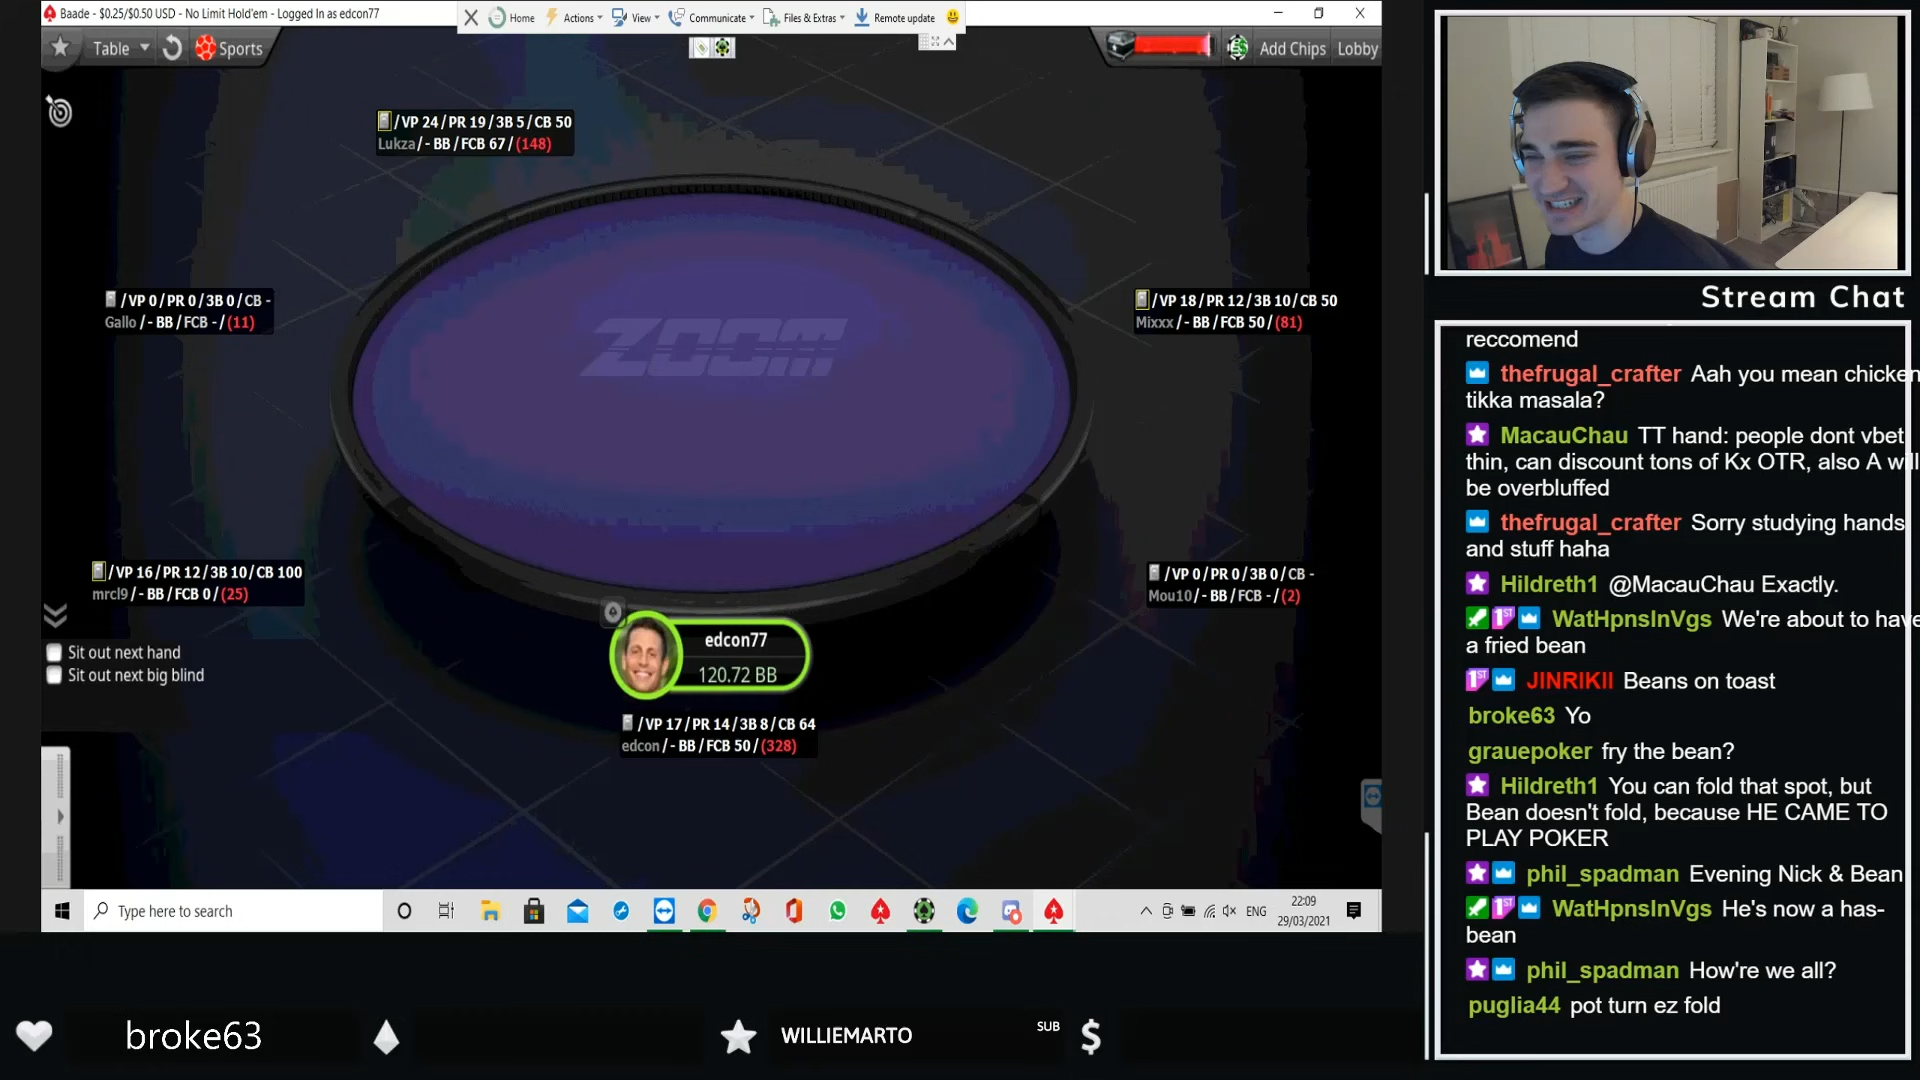 Baade - $0.25/$0.50 USD - No Limit Hold'em - Logged In as edcon77
Home Actions View Communicate Files & Extras Remote update
Table Sports
Add Chips Lobby
/ VP 24 / PR 19 / 3B 5 / CB 50
Lukza / - BB / FCB 67 / (148)
/ VP 0 / PR 0 / 3B 0 / CB -
Gallo / - BB / FCB - / (11)
/ VP 18 / PR 12 / 3B 10 / CB 50
Mixxx / - BB / FCB 50 / (81)
ZOOM
/ VP 16 / PR 12 / 3B 10 / CB 100
mrcl9 / - BB / FCB 0 / (25)
/ VP 0 / PR 0 / 3B 0 / CB -
Mou10 / - BB / FCB - / (2)
Sit out next hand
Sit out next big blind
edcon77
120.72 BB
/ VP 17 / PR 14 / 3B 8 / CB 64
edcon / - BB / FCB 50 / (328)
Type here to search
ENG
22:09
29/03/2021
broke63
WILLIEMARTO
SUB
$
Stream Chat
reccomend
thefrugal_crafter Aah you mean chicken
tikka masala?
MacauChau TT hand: people dont vbet
thin, can discount tons of Kx OTR, also A will
be overbluffed
thefrugal_crafter Sorry studying hands
and stuff haha
Hildreth1 @MacauChau Exactly.
1ST WatHpnsInVgs We're about to have
a fried bean
1ST JINRIKII Beans on toast
broke63 Yo
grauepoker fry the bean?
Hildreth1 You can fold that spot, but
Bean doesn't fold, because HE CAME TO
PLAY POKER
phil_spadman Evening Nick & Bean
1ST WatHpnsInVgs He's now a has-
bean
phil_spadman How're we all?
puglia44 pot turn ez fold